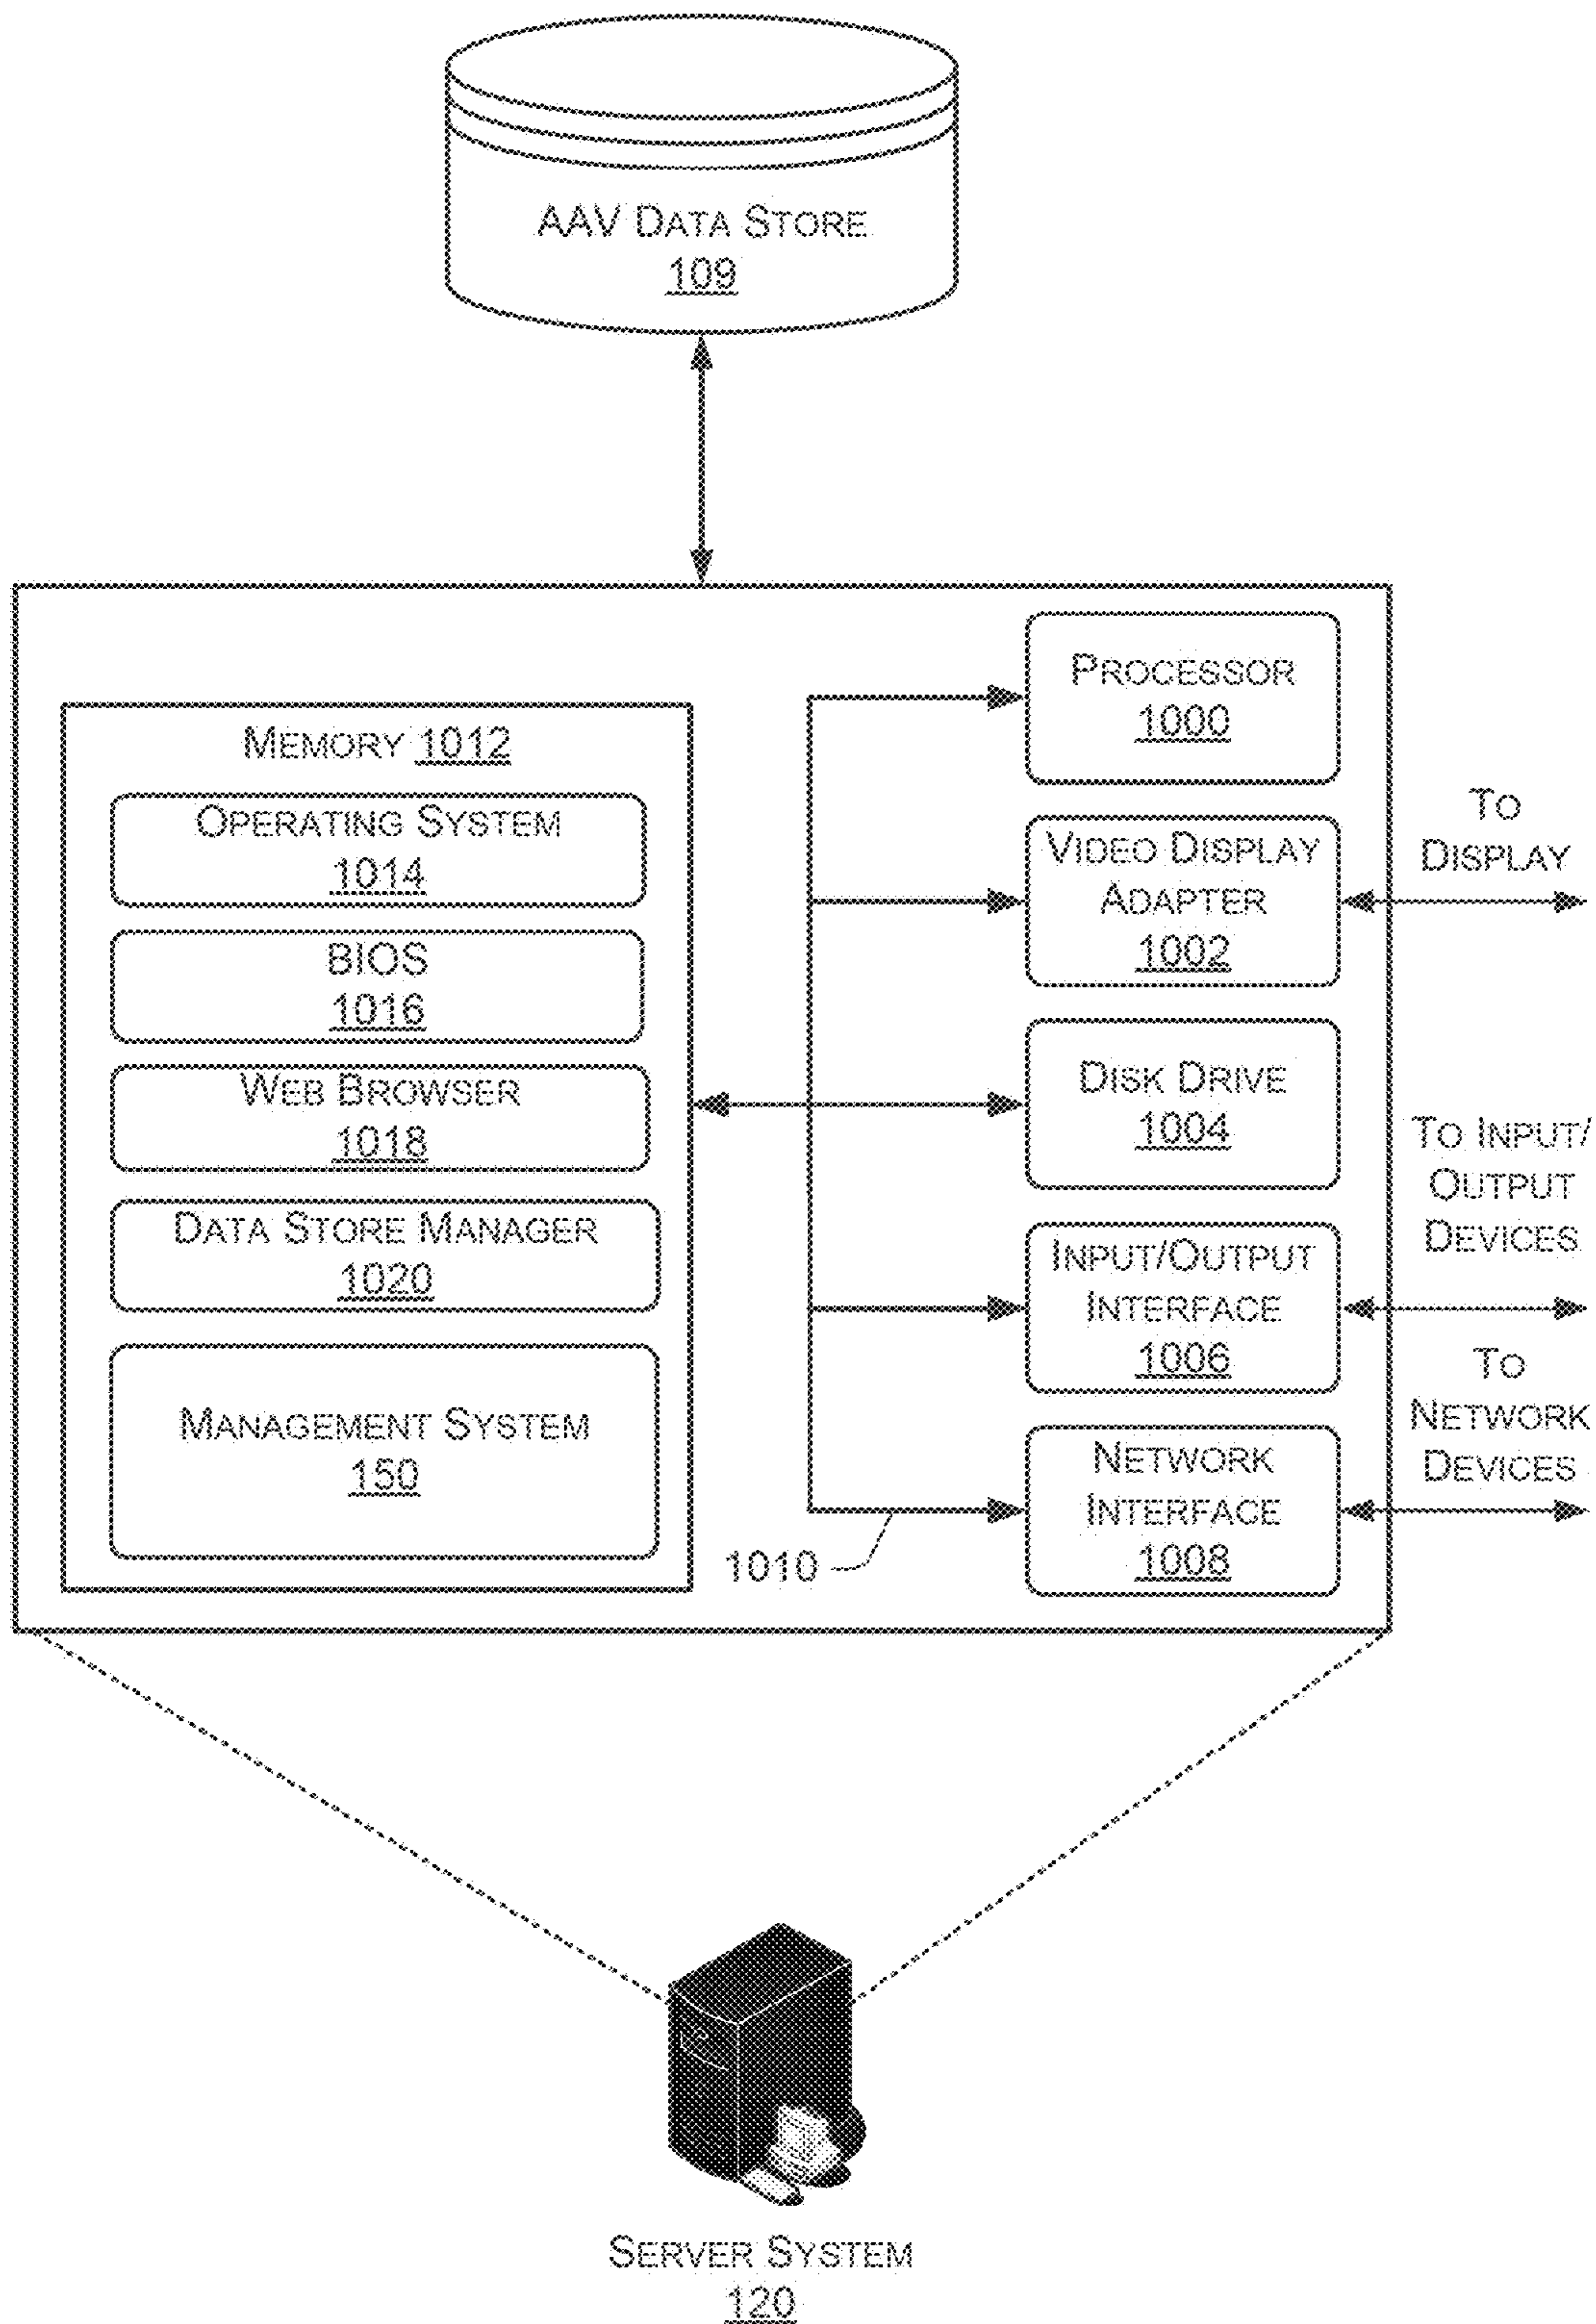 AAV DATA STORE
109
PROCESSOR
1000
MEMORY 1012
OPERATING SYSTEM
1014
BIOS
1016
WEB BROWSER
1018
DATA STORE MANAGER
1020
MANAGEMENT SYSTEM
150
VIDEO DISPLAY
ADAPTER
1002
TO
DISPLAY
DISK DRIVE
1004
INPUT/OUTPUT
INTERFACE
1006
TO INPUT/
OUTPUT
DEVICES
NETWORK
INTERFACE
1008
TO
NETWORK
DEVICES
1010
SERVER SYSTEM
120